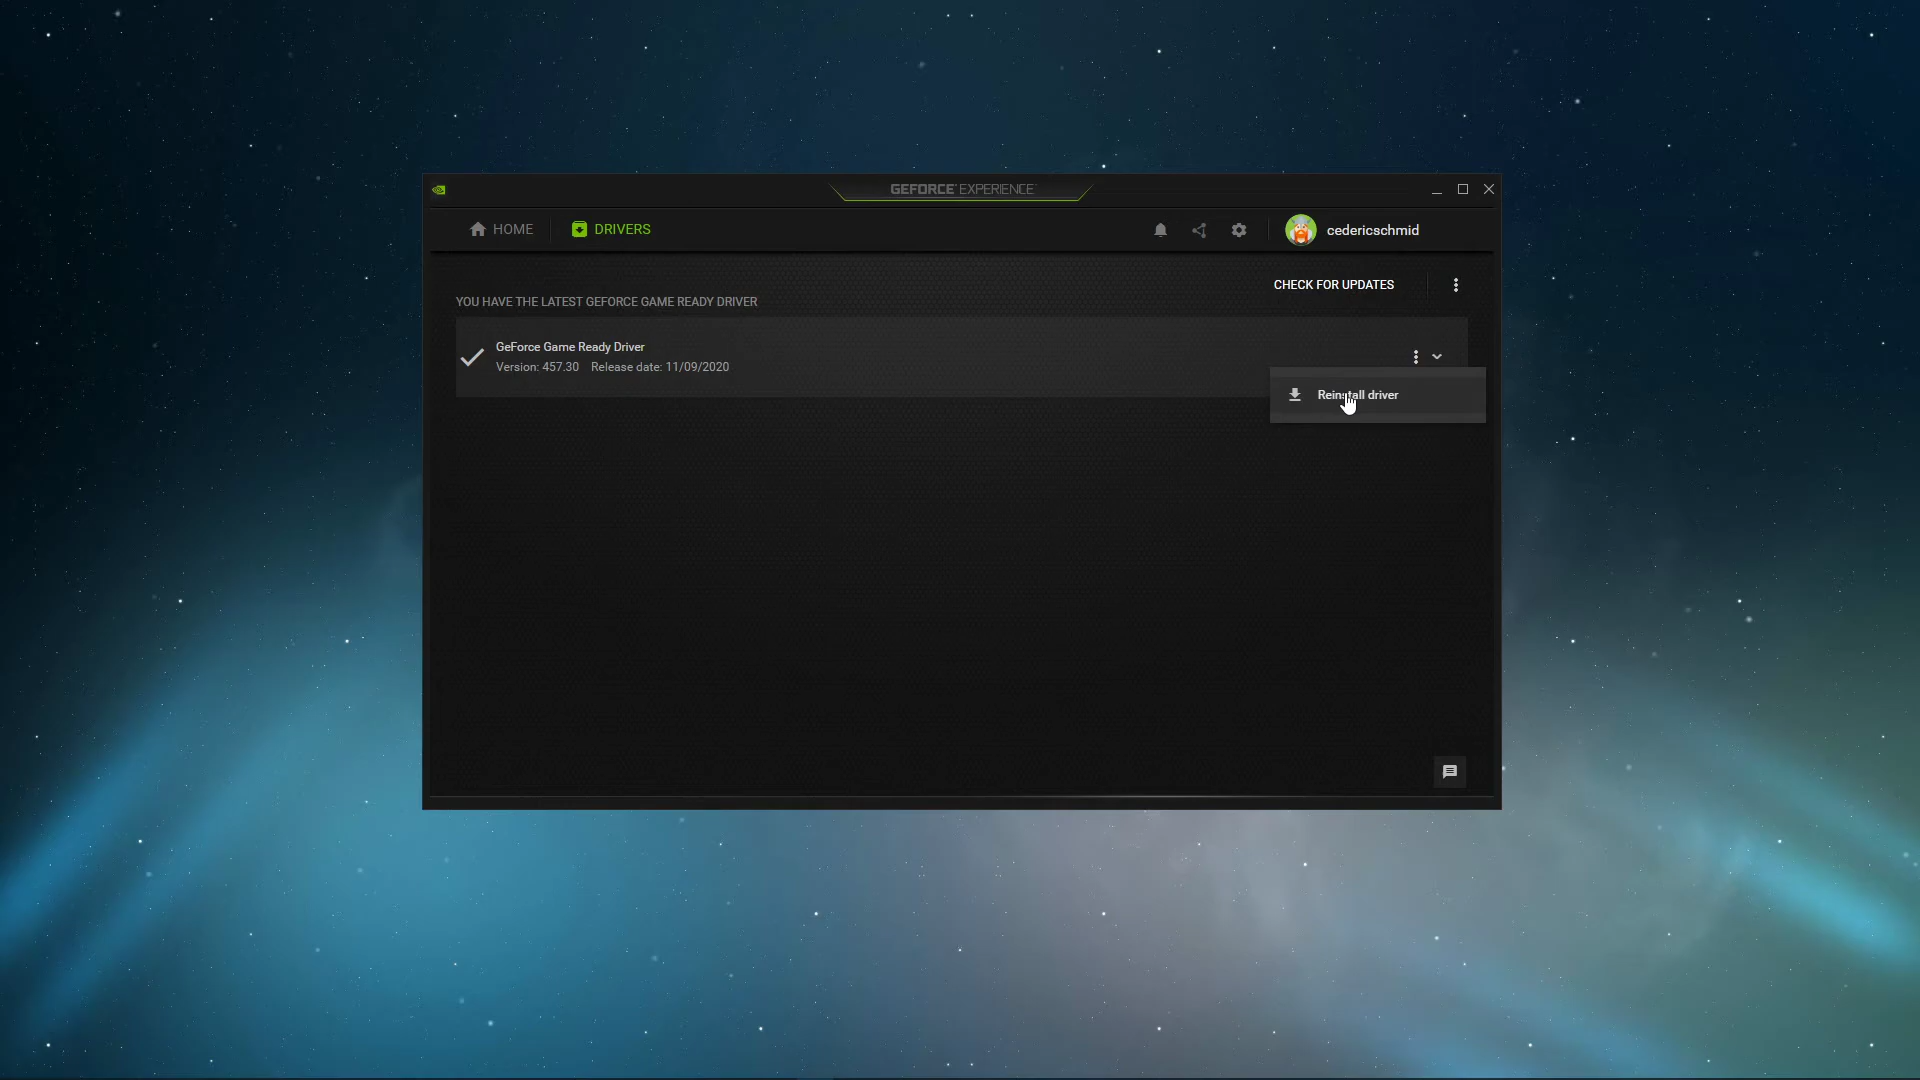 GEFORCE EXPERIENCE
HOME
DRIVERS
cedericschmid
CHECK FOR UPDATES
YOU HAVE THE LATEST GEFORCE GAME READY DRIVER
GeForce Game Ready Driver
Version: 457.30 Release date: 11/09/2020
Reinstall driver